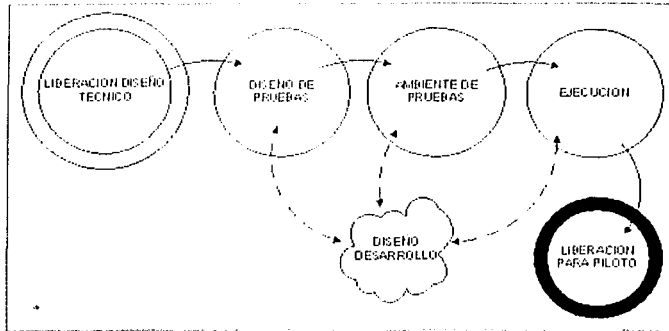 LIBERACION DISEÑO
TECNICO
DISEÑO DE
PRUEBAS
AMBIENTE DE
PRUEBAS
EJECUCION
DISEÑO
DESARROLLO
LIBERACION
PARA PILOTO